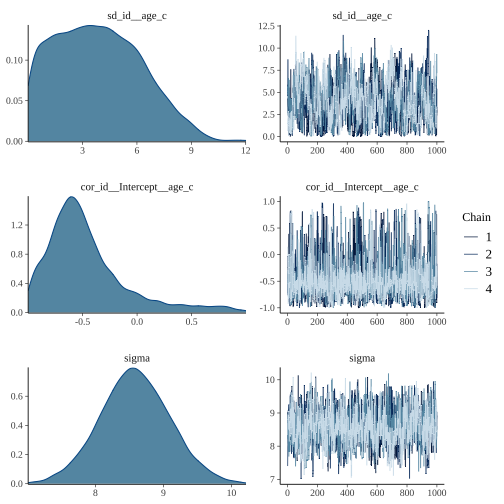 sd_id__age_c
0.10
0.05
0.00
3 6 9 12
sd_id__age_c
12.5
10.0
7.5
5.0
2.5
0.0
0 200 400 600 800 1000
cor_id__Intercept__age_c
1.2
0.8
0.4
0.0
-0.5 0.0 0.5
cor_id__Intercept__age_c
1.0
0.5
0.0
-0.5
-1.0
0 200 400 600 800 1000
sigma
0.6
0.4
0.2
0.0
8 9 10
sigma
10
9
8
7
0 200 400 600 800 1000
Chain
1
2
3
4